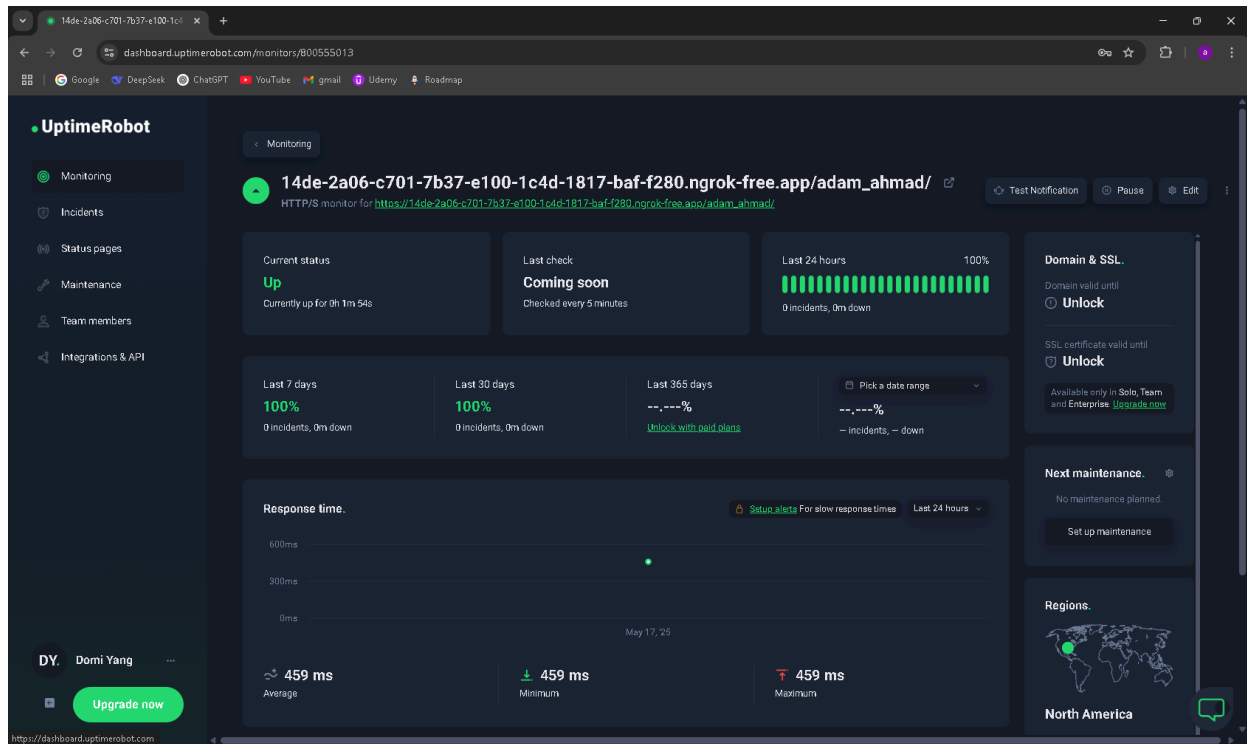 14de-2a06-c701-7b37-e100-1c4
dashboard.uptimerobot.com/monitors/800555013
a
Google DeepSeek ChatGPT YouTube gmail Udemy Roadmap
UptimeRobot
Monitoring
Incidents
Status pages
Maintenance
Team members
Integrations & API
DY. Domi Yang
Upgrade now
https://dashboard.uptimerobot.com
Monitoring
14de-2a06-c701-7b37-e100-1c4d-1817-baf-f280.ngrok-free.app/adam_ahmad/
HTTP/S monitor for https://14de-2a06-c701-7b37-e100-1c4d-1817-baf-f280.ngrok-free.app/adam_ahmad/
Test Notification Pause Edit
Current status
Up
Currently up for 0h 1m 54s
Last check
Coming soon
Checked every 5 minutes
Last 24 hours 100%
0 incidents, 0m down
Last 7 days
100%
0 incidents, 0m down
Last 30 days
100%
0 incidents, 0m down
Last 365 days
--.---%
Unlock with paid plans
Pick a date range
--.---%
— incidents, — down
Response time.
Setup alerts For slow response times Last 24 hours
600ms
300ms
0ms
May 17, '25
459 ms
Average
459 ms
Minimum
459 ms
Maximum
Domain & SSL.
Domain valid until
Unlock
SSL certificate valid until
Unlock
Available only in Solo, Team
and Enterprise. Upgrade now
Next maintenance.
No maintenance planned.
Set up maintenance
Regions.
North America